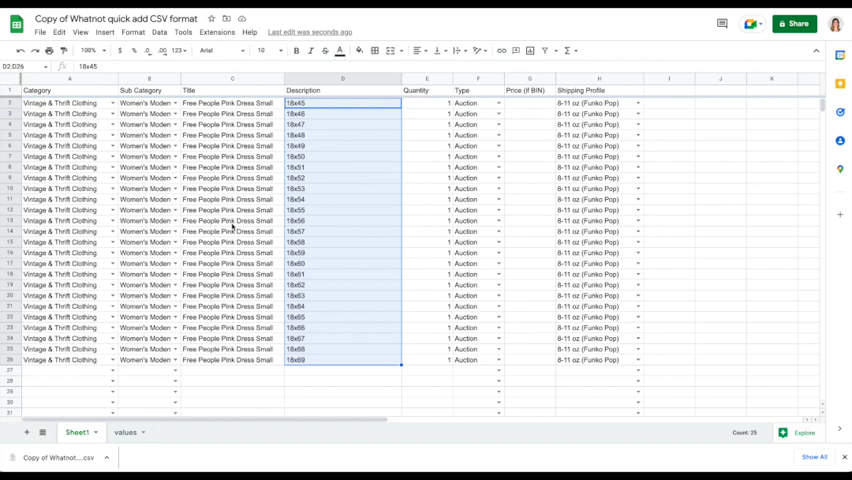 Copy of Whatnot quick add CSV format
File Edit View Insert Format Data Tools Extensions Help Last edit was seconds ago
Share
100% $ % .0 .00 123 Arial 10 B I S A
D2:D26 fx 18x45
A B C D E F G H I J K
1 Category Sub Category Title Description Quantity Type Price (if BIN) Shipping Profile
2 Vintage & Thrift Clothing Women's Moden Free People Pink Dress Small 18x45 1 Auction 8-11 oz (Funko Pop)
3 Vintage & Thrift Clothing Women's Moden Free People Pink Dress Small 18x46 1 Auction 8-11 oz (Funko Pop)
4 Vintage & Thrift Clothing Women's Moden Free People Pink Dress Small 18x47 1 Auction 8-11 oz (Funko Pop)
5 Vintage & Thrift Clothing Women's Moden Free People Pink Dress Small 18x48 1 Auction 8-11 oz (Funko Pop)
6 Vintage & Thrift Clothing Women's Moden Free People Pink Dress Small 18x49 1 Auction 8-11 oz (Funko Pop)
7 Vintage & Thrift Clothing Women's Moden Free People Pink Dress Small 18x50 1 Auction 8-11 oz (Funko Pop)
8 Vintage & Thrift Clothing Women's Moden Free People Pink Dress Small 18x51 1 Auction 8-11 oz (Funko Pop)
9 Vintage & Thrift Clothing Women's Moden Free People Pink Dress Small 18x52 1 Auction 8-11 oz (Funko Pop)
10 Vintage & Thrift Clothing Women's Moden Free People Pink Dress Small 18x53 1 Auction 8-11 oz (Funko Pop)
11 Vintage & Thrift Clothing Women's Moden Free People Pink Dress Small 18x54 1 Auction 8-11 oz (Funko Pop)
12 Vintage & Thrift Clothing Women's Moden Free People Pink Dress Small 18x55 1 Auction 8-11 oz (Funko Pop)
13 Vintage & Thrift Clothing Women's Moden Free People Pink Dress Small 18x56 1 Auction 8-11 oz (Funko Pop)
14 Vintage & Thrift Clothing Women's Moden Free People Pink Dress Small 18x57 1 Auction 8-11 oz (Funko Pop)
15 Vintage & Thrift Clothing Women's Moden Free People Pink Dress Small 18x58 1 Auction 8-11 oz (Funko Pop)
16 Vintage & Thrift Clothing Women's Moden Free People Pink Dress Small 18x59 1 Auction 8-11 oz (Funko Pop)
17 Vintage & Thrift Clothing Women's Moden Free People Pink Dress Small 18x60 1 Auction 8-11 oz (Funko Pop)
18 Vintage & Thrift Clothing Women's Moden Free People Pink Dress Small 18x61 1 Auction 8-11 oz (Funko Pop)
19 Vintage & Thrift Clothing Women's Moden Free People Pink Dress Small 18x62 1 Auction 8-11 oz (Funko Pop)
20 Vintage & Thrift Clothing Women's Moden Free People Pink Dress Small 18x63 1 Auction 8-11 oz (Funko Pop)
21 Vintage & Thrift Clothing Women's Moden Free People Pink Dress Small 18x64 1 Auction 8-11 oz (Funko Pop)
22 Vintage & Thrift Clothing Women's Moden Free People Pink Dress Small 18x65 1 Auction 8-11 oz (Funko Pop)
23 Vintage & Thrift Clothing Women's Moden Free People Pink Dress Small 18x66 1 Auction 8-11 oz (Funko Pop)
24 Vintage & Thrift Clothing Women's Moden Free People Pink Dress Small 18x67 1 Auction 8-11 oz (Funko Pop)
25 Vintage & Thrift Clothing Women's Moden Free People Pink Dress Small 18x68 1 Auction 8-11 oz (Funko Pop)
26 Vintage & Thrift Clothing Women's Moden Free People Pink Dress Small 18x69 1 Auction 8-11 oz (Funko Pop)
27
28
29
30
31
Sheet1 values Count: 25 Explore
Copy of Whatnot....csv Show All